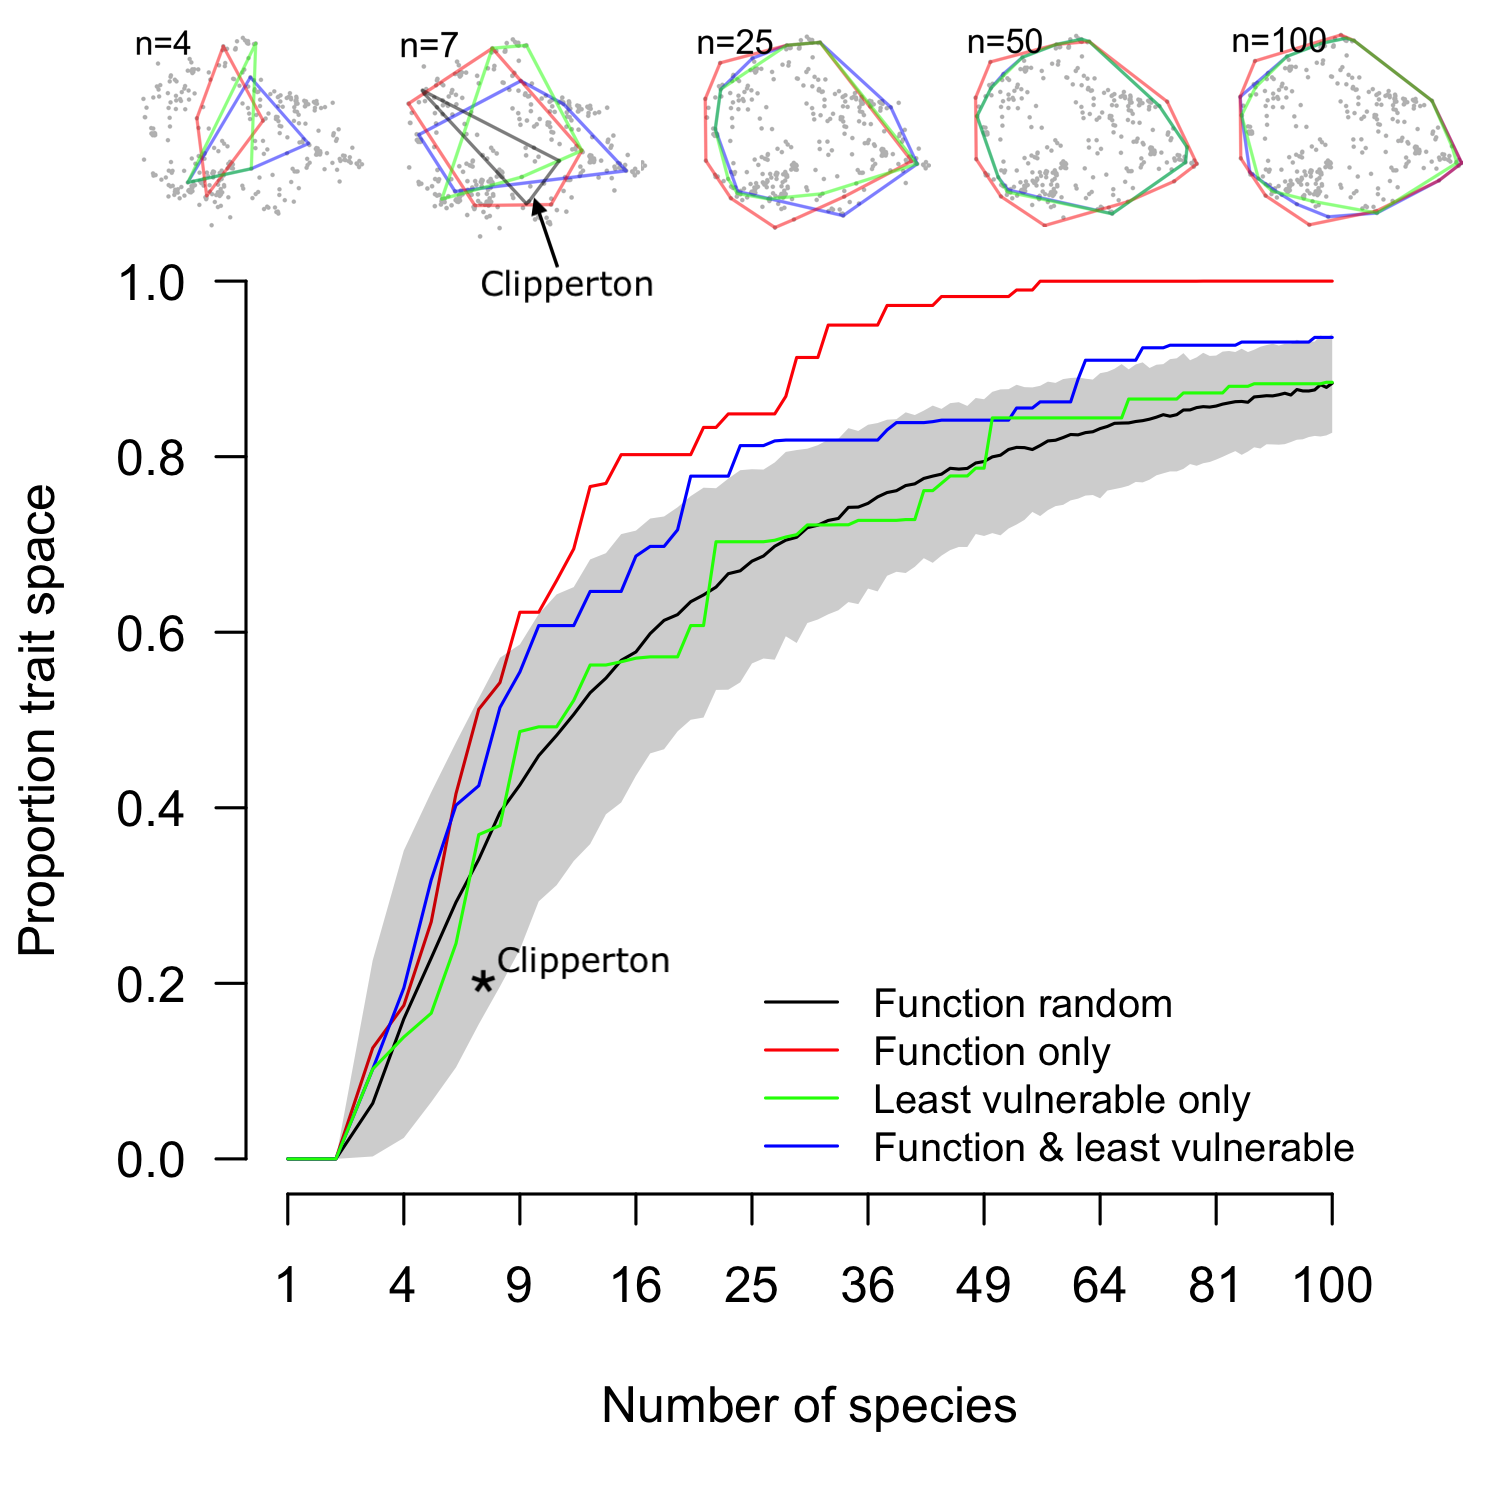 n=4
n=7
n=25
n=50
n=100
Clipperton
1.0
0.8
0.6
0.4
0.2
0.0
Proportion trait space
* Clipperton
Function random
Function only
Least vulnerable only
Function & least vulnerable
1 4 9 16 25 36 49 64 81 100
Number of species